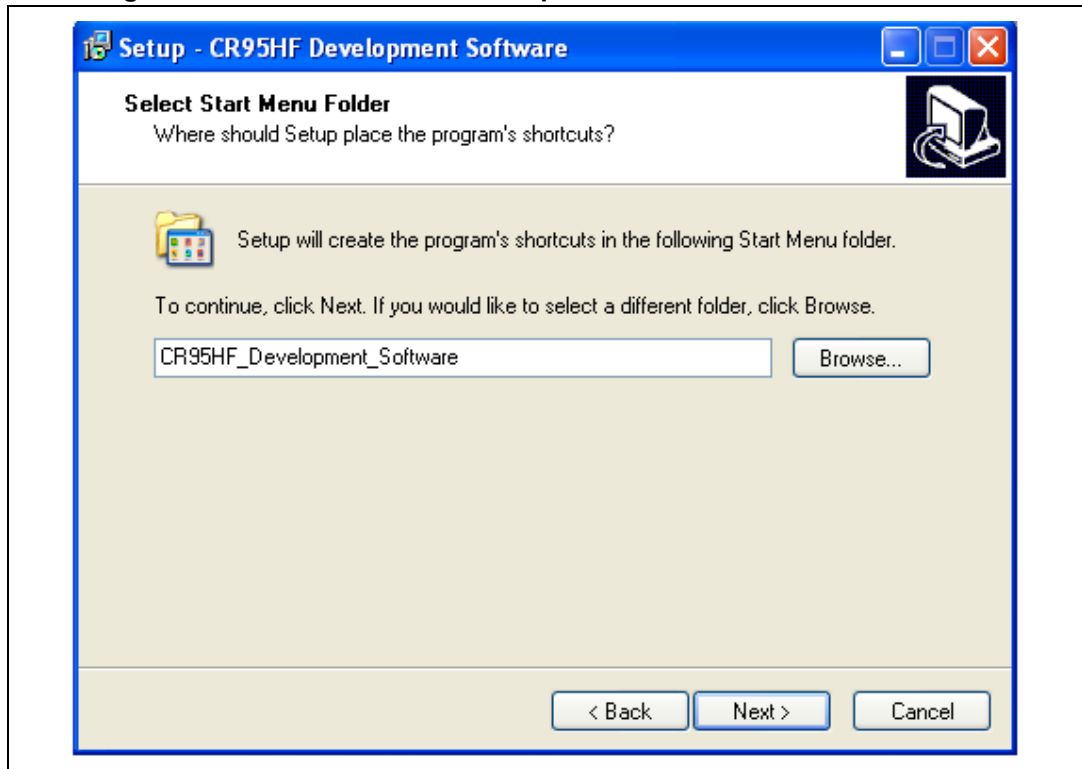 Setup - CR95HF Development Software
Select Start Menu Folder
Where should Setup place the program's shortcuts?
Setup will create the program's shortcuts in the following Start Menu folder.
To continue, click Next. If you would like to select a different folder, click Browse.
CR95HF_Development_Software
Browse...
< Back
Next >
Cancel